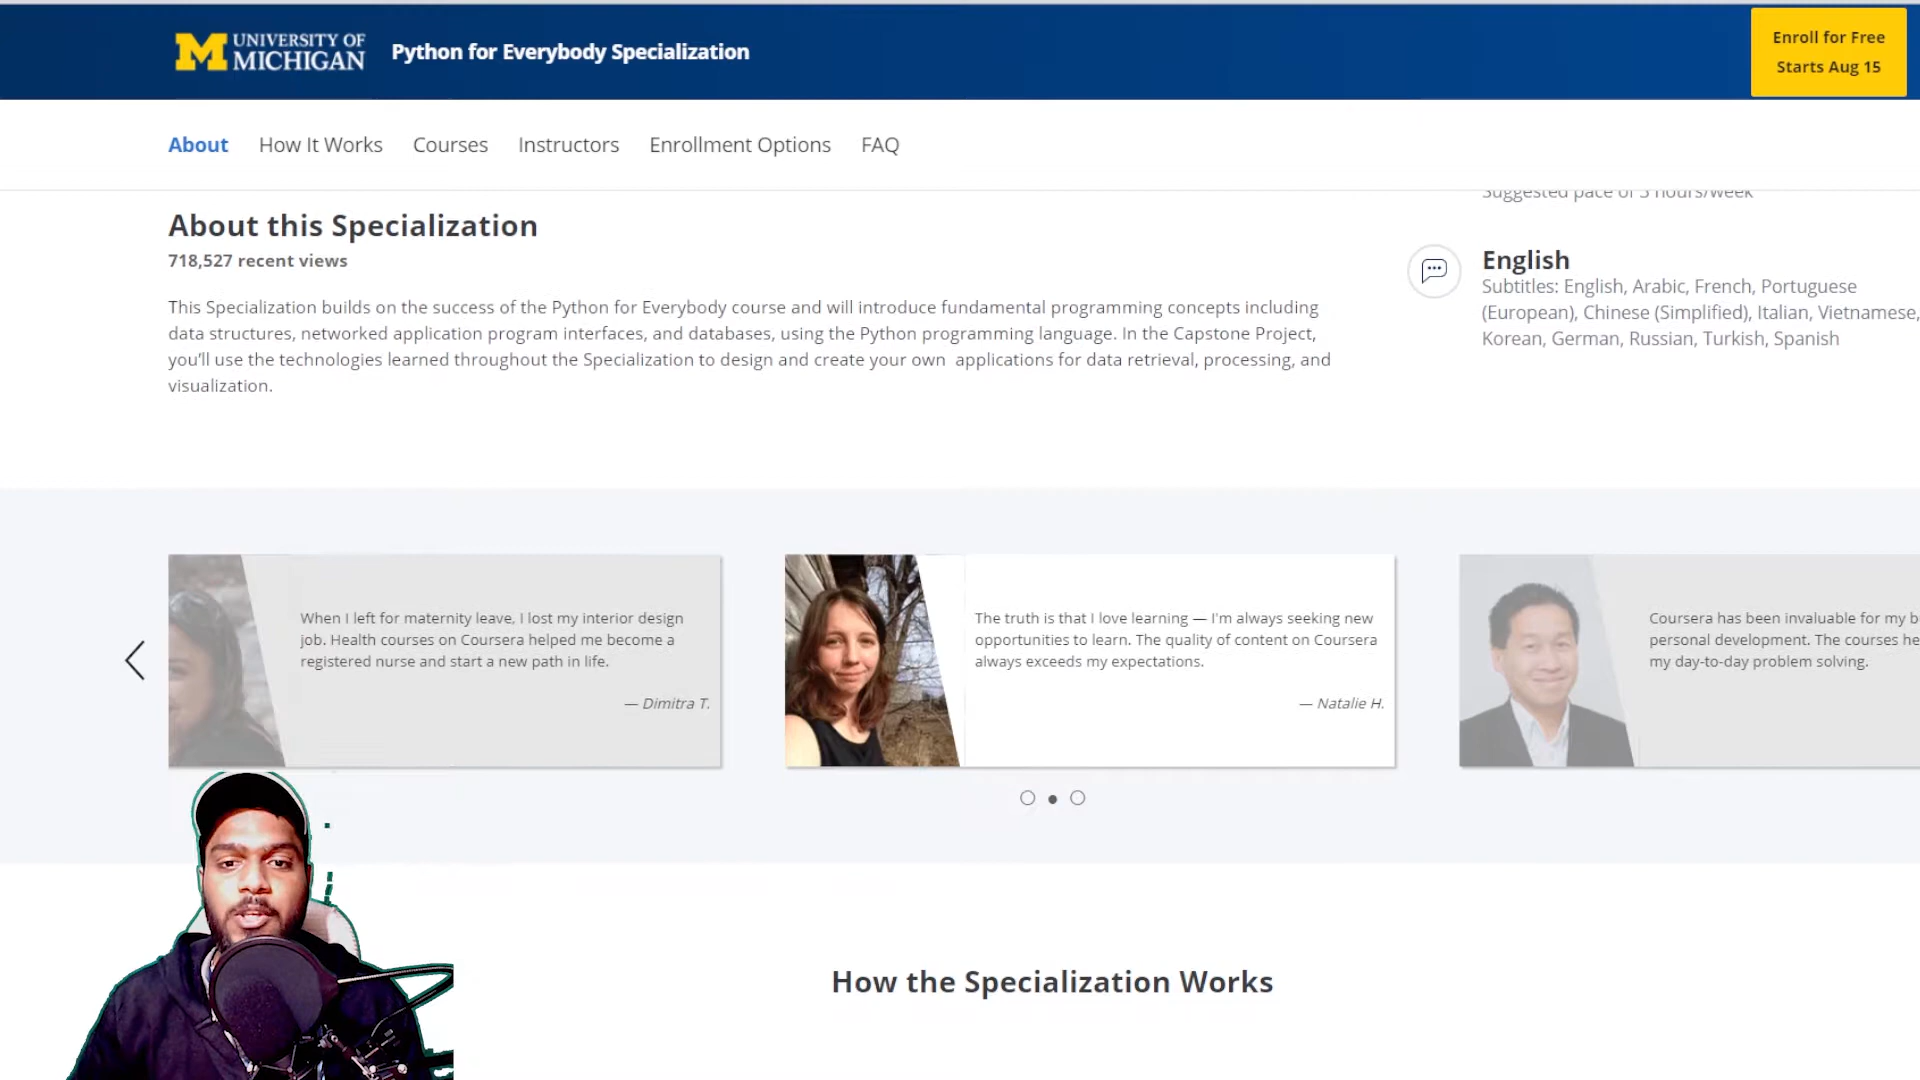 UNIVERSITY OF
MICHIGAN
Python for Everybody Specialization
Enroll for Free
Starts Aug 15
About How It Works Courses Instructors Enrollment Options FAQ
Suggested pace of 3 hours/week
About this Specialization
718,527 recent views
This Specialization builds on the success of the Python for Everybody course and will introduce fundamental programming concepts including
data structures, networked application program interfaces, and databases, using the Python programming language. In the Capstone Project,
you'll use the technologies learned throughout the Specialization to design and create your own applications for data retrieval, processing, and
visualization.
English
Subtitles: English, Arabic, French, Portuguese
(European), Chinese (Simplified), Italian, Vietnamese,
Korean, German, Russian, Turkish, Spanish
When I left for maternity leave, I lost my interior design
job. Health courses on Coursera helped me become a
registered nurse and start a new path in life.
— Dimitra T.
The truth is that I love learning — I'm always seeking new
opportunities to learn. The quality of content on Coursera
always exceeds my expectations.
— Natalie H.
Coursera has been invaluable for my b
personal development. The courses he
my day-to-day problem solving.
How the Specialization Works